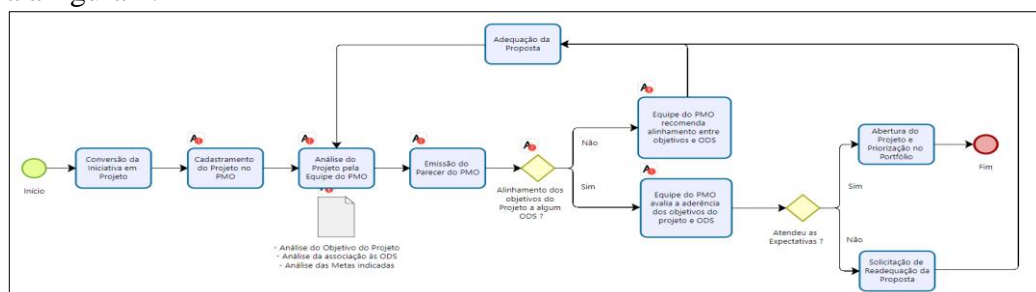 Adequação da
Proposta
Equipe do PMO
recomenda
alinhamento entre
objetivos e ODS
Abertura do
Projeto e
Priorização no
Portfólio
Conversão da
Iniciativa em
Projeto
Cadastramento
do Projeto no
PMO
Análise do
Projeto pela
Equipe do PMO
Emissão do
Parecer do PMO
Não
Sim
Início
Fim
Alinhamento dos
objetivos do
Projeto a algum
ODS ?
Equipe do PMO
avalia a aderência
dos objetivos do
projeto e ODS
Sim
Não
Atendeu as
Expectativas ?
- Análise do Objetivo do Projeto
- Análise da associação às ODS
- Análise das Metas indicadas
Solicitação de
Readequação da
Proposta